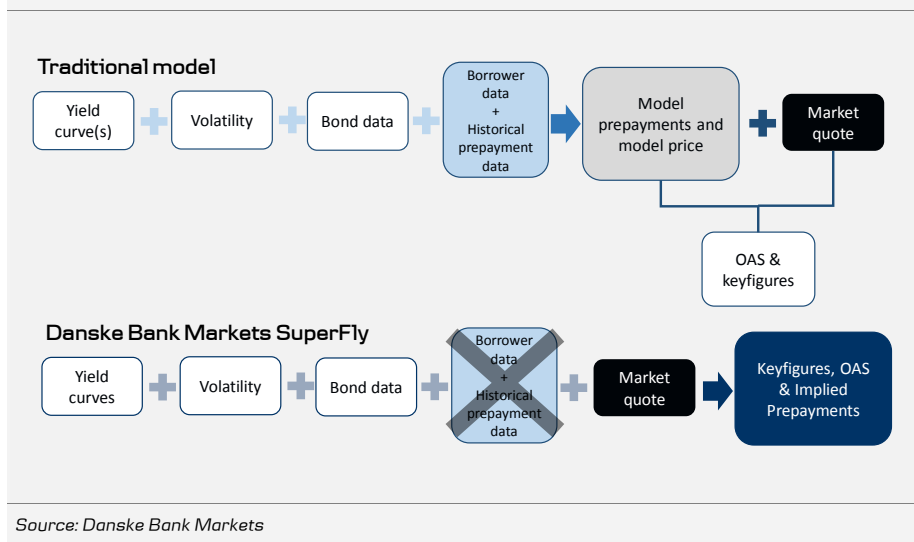 Traditional model
Yield
curve(s)
Volatility
Bond data
Borrower
data
+
Historical
prepayment
data
Model
prepayments and
model price
Market
quote
OAS &
keyfigures
Danske Bank Markets SuperFly
Yield
curves
Volatility
Bond data
Borrower
data
+
Historical
prepayment
data
Market
quote
Keyfigures, OAS
& Implied
Prepayments
Source: Danske Bank Markets